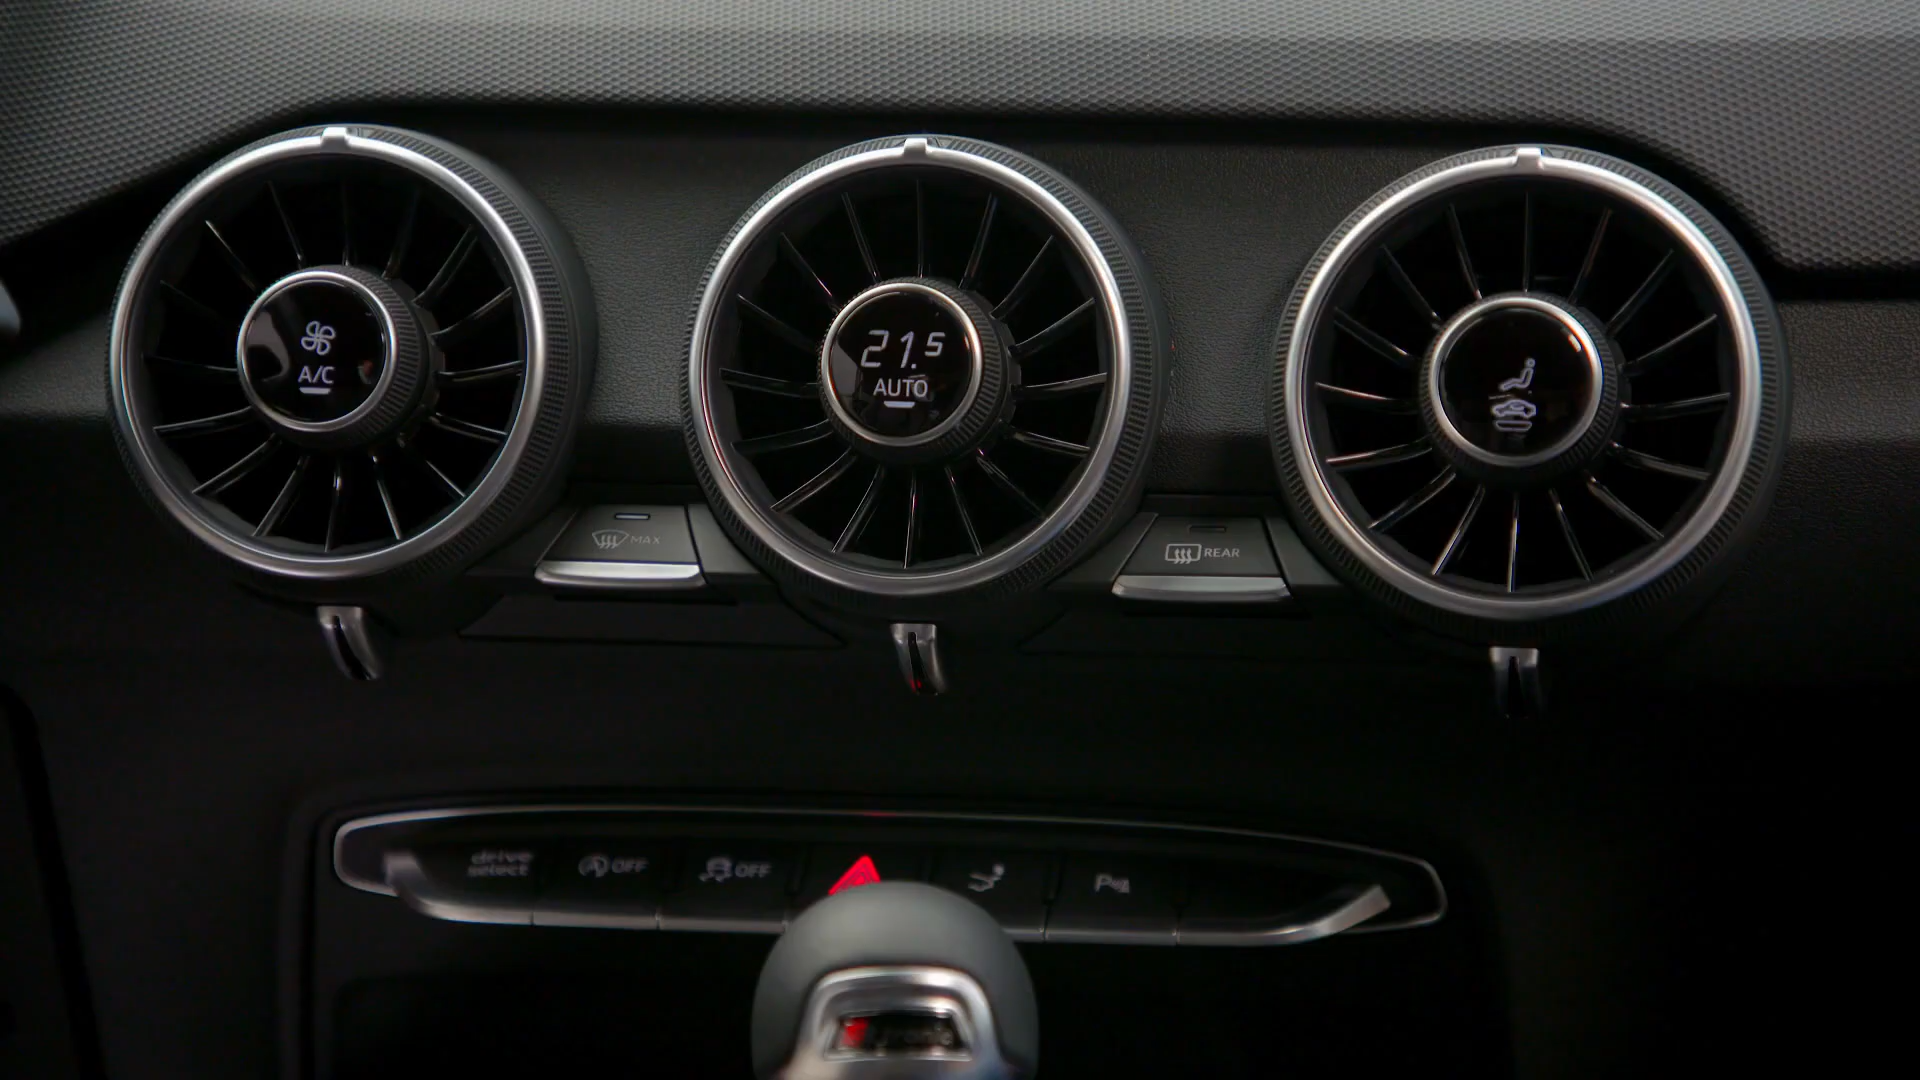 A/C
21.5
AUTO
MAX
REAR
drive
select
OFF
OFF
P